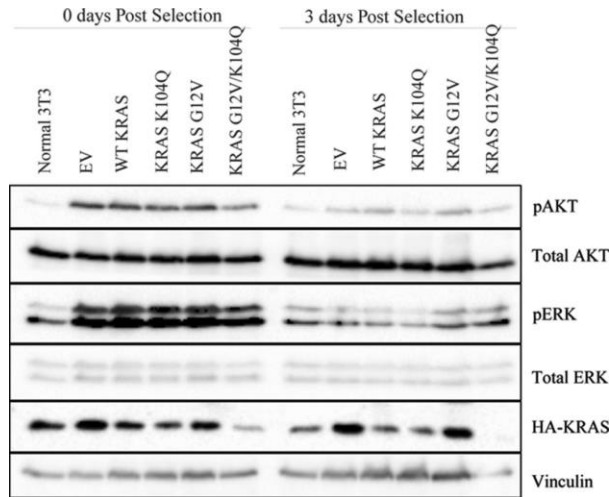 0 days Post Selection
3 days Post Selection
Normal 3T3
EV
WT KRAS
KRAS K104Q
KRAS G12V
KRAS G12V/K104Q
Normal 3T3
EV
WT KRAS
KRAS K104Q
KRAS G12V
KRAS G12V/K104Q
pAKT
Total AKT
pERK
Total ERK
HA-KRAS
Vinculin